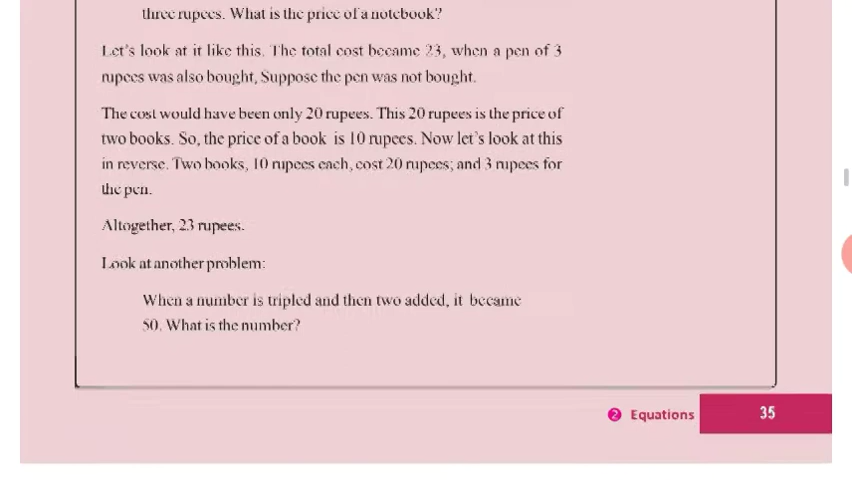 three rupees. What is the price of a notebook?
Let's look at it like this. The total cost became 23, when a pen of 3
rupees was also bought, Suppose the pen was not bought.
The cost would have been only 20 rupees. This 20 rupees is the price of
two books. So, the price of a book is 10 rupees. Now let's look at this
in reverse. Two books, 10 rupees each, cost 20 rupees; and 3 rupees for
the pen.
Altogether, 23 rupees.
Look at another problem:
When a number is tripled and then two added, it became
50. What is the number?
2 Equations 35